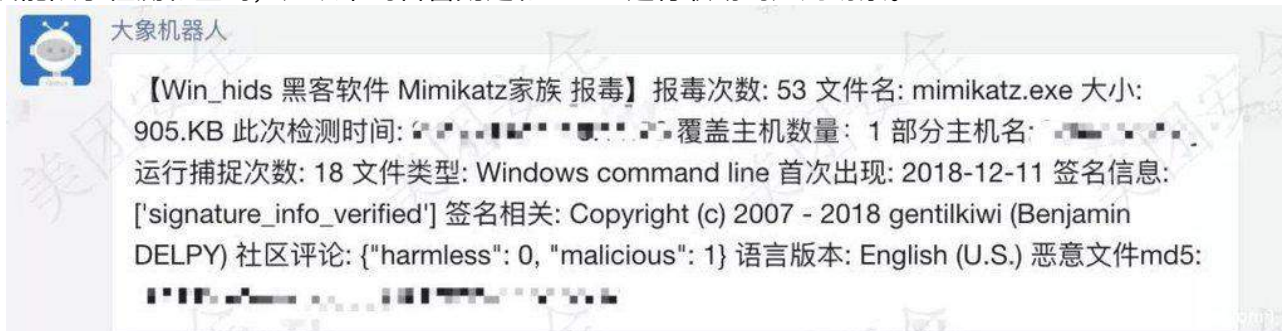 大象机器人
【Win_hids 黑客软件 Mimikatz家族 报毒】报毒次数: 53 文件名: mimikatz.exe 大小:
905.KB 此次检测时间: 覆盖主机数量：1 部分主机名:
运行捕捉次数: 18 文件类型: Windows command line 首次出现: 2018-12-11 签名信息:
['signature_info_verified'] 签名相关: Copyright (c) 2007 - 2018 gentilkiwi (Benjamin
DELPY) 社区评论: {"harmless": 0, "malicious": 1} 语言版本: English (U.S.) 恶意文件md5:
美团安全